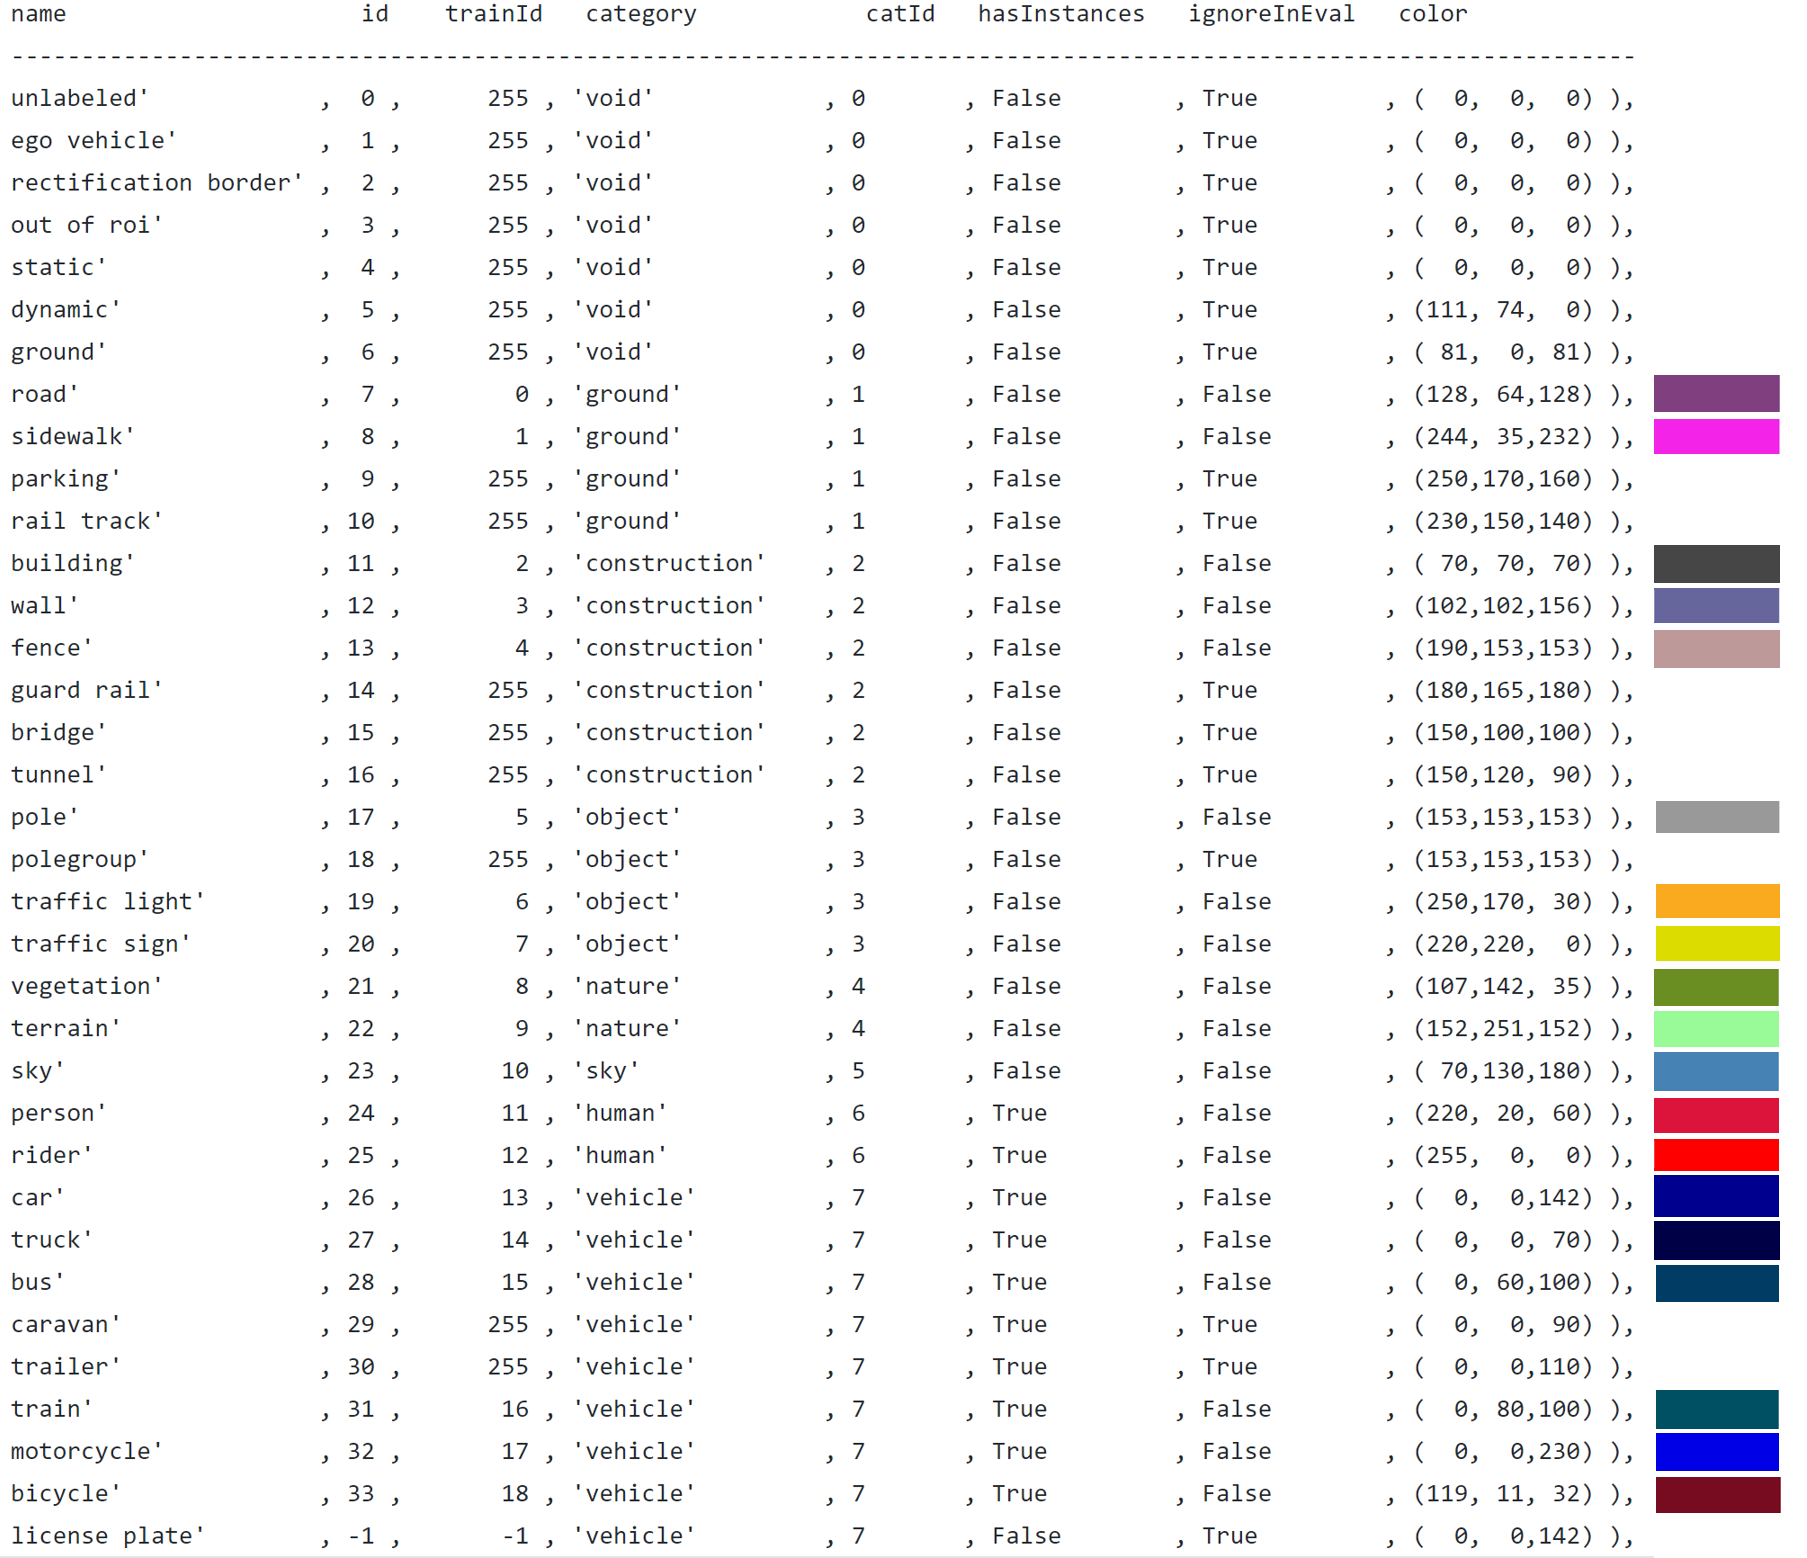 name id trainId category catId hasInstances ignoreInEval color
--------------------------------------------------------------------------------------------------------------------
unlabeled' , 0 , 255 , 'void' , 0 , False , True , ( 0, 0, 0) ),
ego vehicle' , 1 , 255 , 'void' , 0 , False , True , ( 0, 0, 0) ),
rectification border' , 2 , 255 , 'void' , 0 , False , True , ( 0, 0, 0) ),
out of roi' , 3 , 255 , 'void' , 0 , False , True , ( 0, 0, 0) ),
static' , 4 , 255 , 'void' , 0 , False , True , ( 0, 0, 0) ),
dynamic' , 5 , 255 , 'void' , 0 , False , True , (111, 74, 0) ),
ground' , 6 , 255 , 'void' , 0 , False , True , ( 81, 0, 81) ),
road' , 7 , 0 , 'ground' , 1 , False , False , (128, 64,128) ),
sidewalk' , 8 , 1 , 'ground' , 1 , False , False , (244, 35,232) ),
parking' , 9 , 255 , 'ground' , 1 , False , True , (250,170,160) ),
rail track' , 10 , 255 , 'ground' , 1 , False , True , (230,150,140) ),
building' , 11 , 2 , 'construction' , 2 , False , False , ( 70, 70, 70) ),
wall' , 12 , 3 , 'construction' , 2 , False , False , (102,102,156) ),
fence' , 13 , 4 , 'construction' , 2 , False , False , (190,153,153) ),
guard rail' , 14 , 255 , 'construction' , 2 , False , True , (180,165,180) ),
bridge' , 15 , 255 , 'construction' , 2 , False , True , (150,100,100) ),
tunnel' , 16 , 255 , 'construction' , 2 , False , True , (150,120, 90) ),
pole' , 17 , 5 , 'object' , 3 , False , False , (153,153,153) ),
polegroup' , 18 , 255 , 'object' , 3 , False , True , (153,153,153) ),
traffic light' , 19 , 6 , 'object' , 3 , False , False , (250,170, 30) ),
traffic sign' , 20 , 7 , 'object' , 3 , False , False , (220,220, 0) ),
vegetation' , 21 , 8 , 'nature' , 4 , False , False , (107,142, 35) ),
terrain' , 22 , 9 , 'nature' , 4 , False , False , (152,251,152) ),
sky' , 23 , 10 , 'sky' , 5 , False , False , ( 70,130,180) ),
person' , 24 , 11 , 'human' , 6 , True , False , (220, 20, 60) ),
rider' , 25 , 12 , 'human' , 6 , True , False , (255, 0, 0) ),
car' , 26 , 13 , 'vehicle' , 7 , True , False , ( 0, 0,142) ),
truck' , 27 , 14 , 'vehicle' , 7 , True , False , ( 0, 0, 70) ),
bus' , 28 , 15 , 'vehicle' , 7 , True , False , ( 0, 60,100) ),
caravan' , 29 , 255 , 'vehicle' , 7 , True , True , ( 0, 0, 90) ),
trailer' , 30 , 255 , 'vehicle' , 7 , True , True , ( 0, 0,110) ),
train' , 31 , 16 , 'vehicle' , 7 , True , False , ( 0, 80,100) ),
motorcycle' , 32 , 17 , 'vehicle' , 7 , True , False , ( 0, 0,230) ),
bicycle' , 33 , 18 , 'vehicle' , 7 , True , False , (119, 11, 32) ),
license plate' , -1 , -1 , 'vehicle' , 7 , False , True , ( 0, 0,142) ),